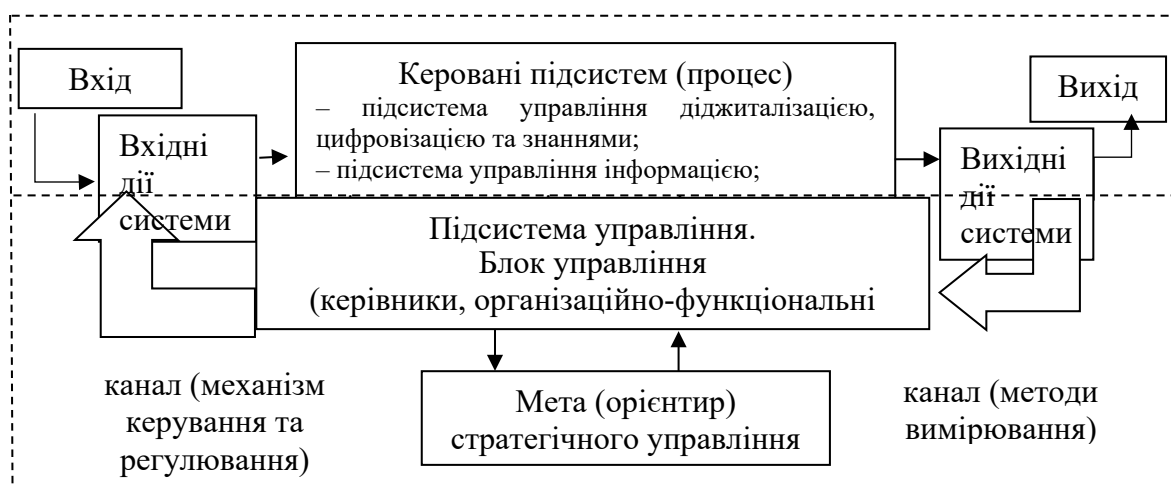 Вхід
Керовані підсистем (процес)
– підсистема управління діджиталізацією,
цифровізацією та знаннями;
– підсистема управління інформацією;
Вихід
Вхідні
дії
системи
Вихідні
дії
системи
Підсистема управління.
Блок управління
(керівники, організаційно-функціональні
канал (механізм
керування та
регулювання)
Мета (орієнтир)
стратегічного управління
канал (методи
вимірювання)